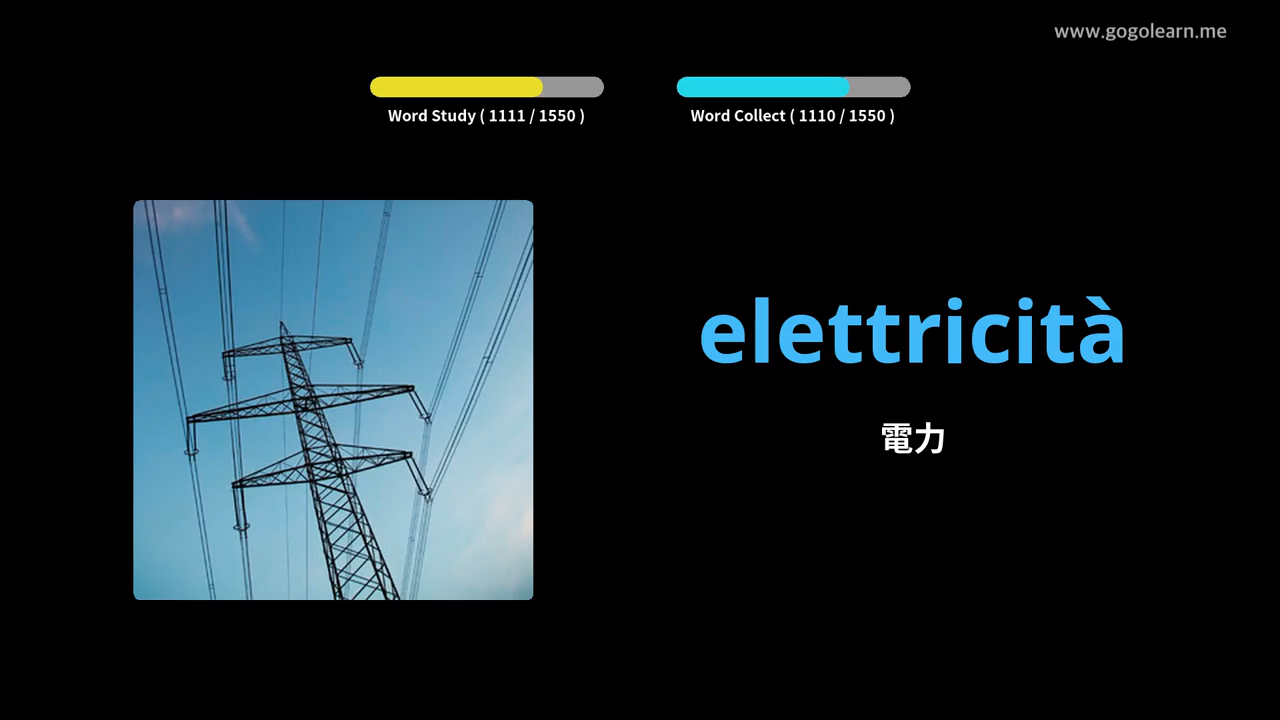 www.gogolearn.me
Word Study ( 1111 / 1550 )
Word Collect ( 1110 / 1550 )
elettricità
電力